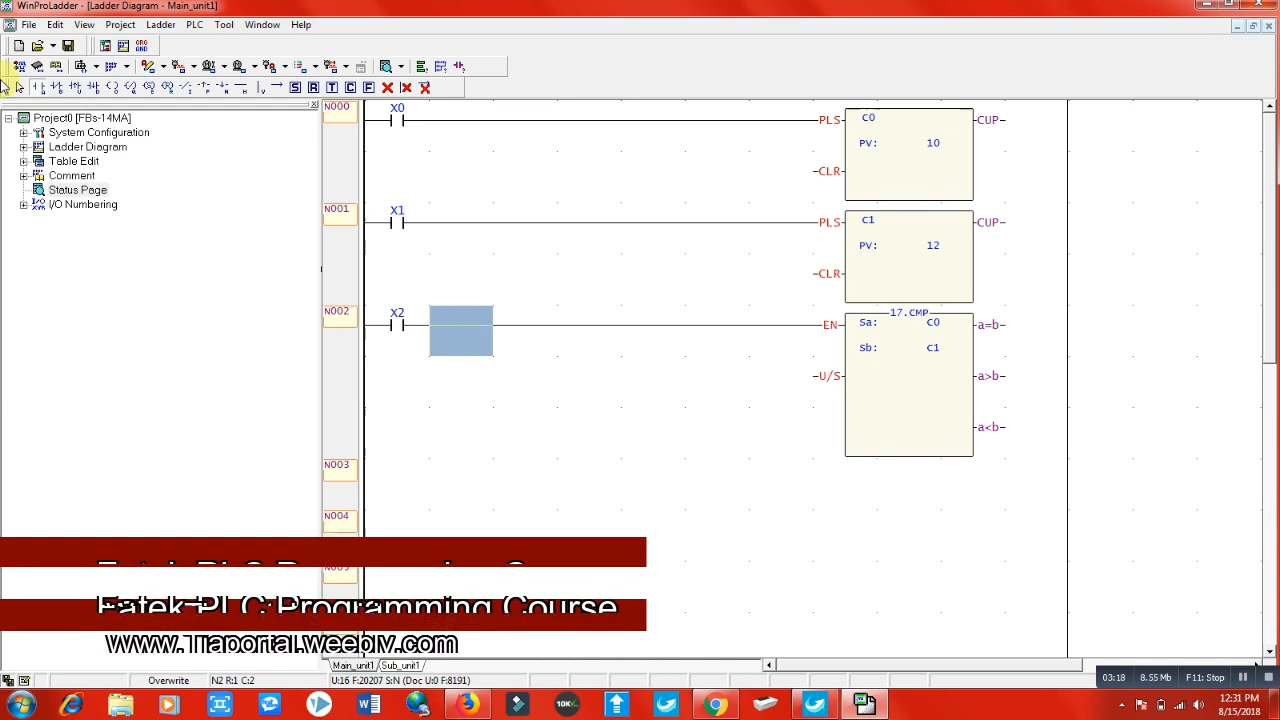 WinProLadder - [Ladder Diagram - Main_unit1]
File Edit View Project Ladder PLC Tool Window Help
S R T C F
Project0 [FBs-14MA]
System Configuration
Ladder Diagram
Table Edit
Comment
Status Page
I/O Numbering
N000
X0
PLS
C0
CUP
PV: 10
CLR
N001
X1
PLS
C1
CUP
PV: 12
CLR
N002
X2
EN
17.CMP
Sa: C0
a=b
Sb: C1
U/S
a>b
a<b
N003
N004
Fatek PLC Programming Course
www.Traportal.weebly.com
Main_unit1 Sub_unit1
Overwrite N2 R:1 C:2 U:16 F:20207 S:N (Doc U:0 F:8191)
03:18 8.55 Mb F11: Stop
10K
12:31 PM
8/15/2018